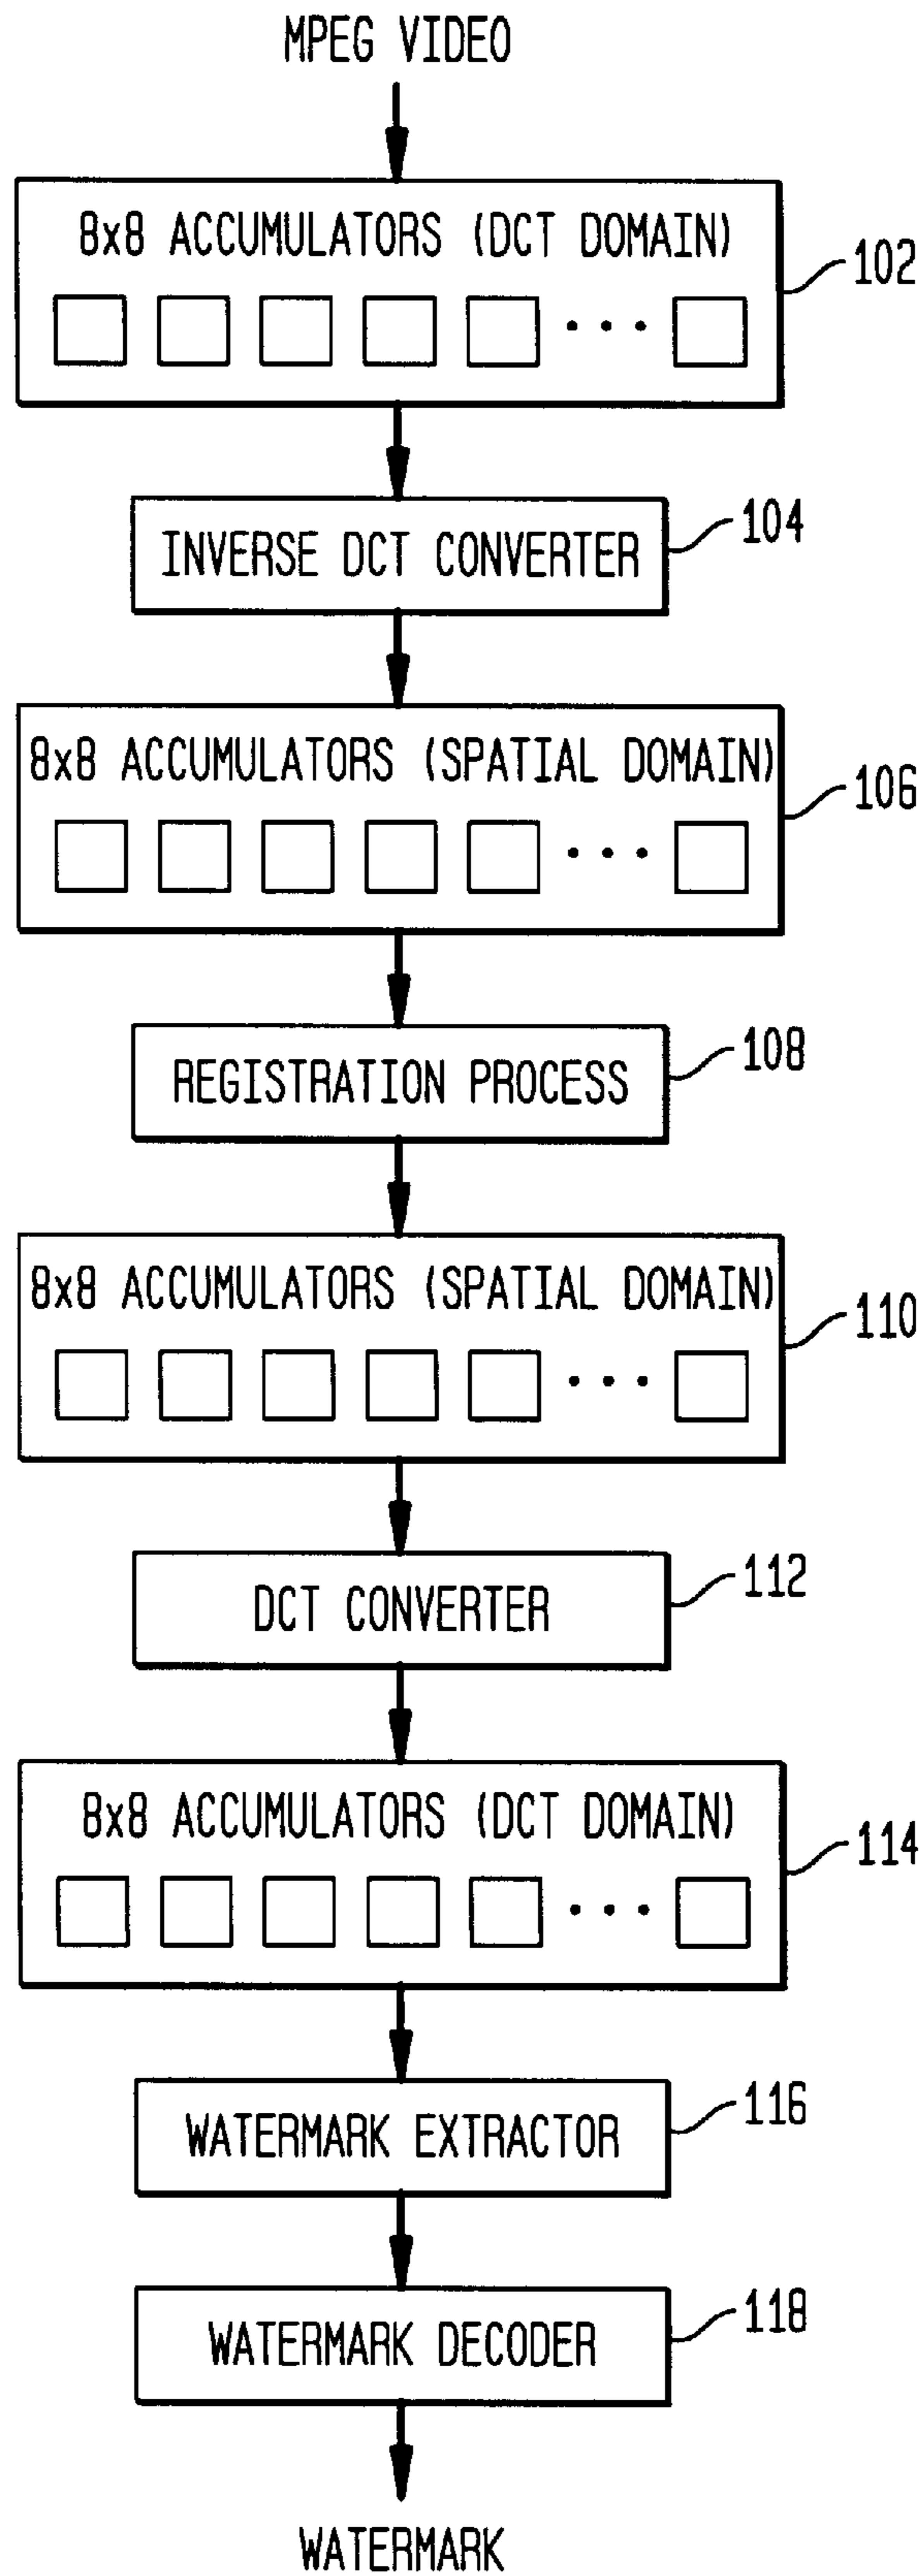 MPEG VIDEO
8x8 ACCUMULATORS (DCT DOMAIN)
102
INVERSE DCT CONVERTER
104
8x8 ACCUMULATORS (SPATIAL DOMAIN)
106
REGISTRATION PROCESS
108
8x8 ACCUMULATORS (SPATIAL DOMAIN)
110
DCT CONVERTER
112
8x8 ACCUMULATORS (DCT DOMAIN)
114
WATERMARK EXTRACTOR
116
WATERMARK DECODER
118
WATERMARK